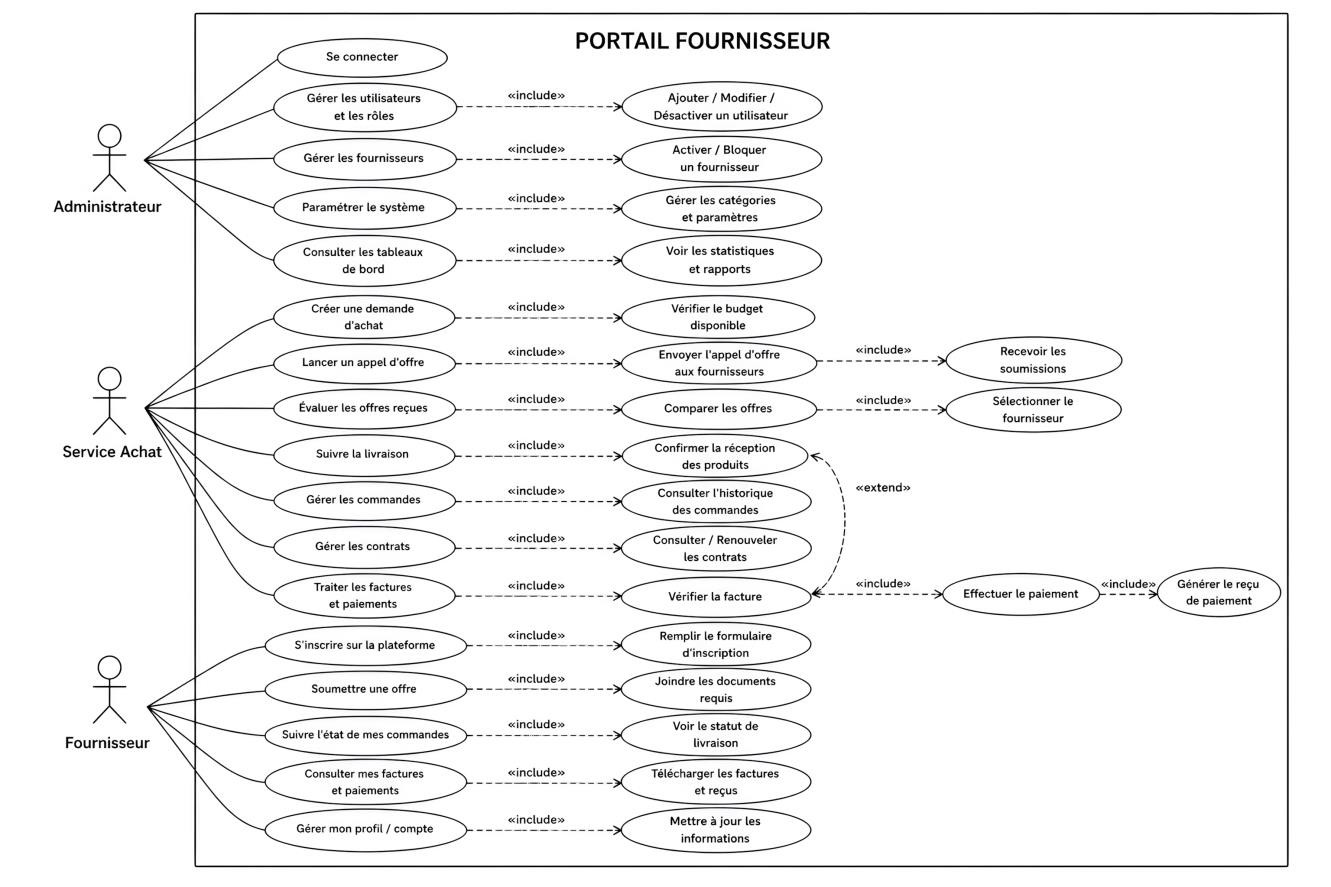 PORTAIL FOURNISSEUR
Se connecter
Gérer les utilisateurs
et les rôles
«include»
Ajouter / Modifier /
Désactiver un utilisateur
Gérer les fournisseurs
«include»
Activer / Bloquer
un fournisseur
Administrateur
Paramétrer le système
«include»
Gérer les catégories
et paramètres
Consulter les tableaux
de bord
«include»
Voir les statistiques
et rapports
Créer une demande
d'achat
«include»
Vérifier le budget
disponible
Lancer un appel d'offre
«include»
Envoyer l'appel d'offre
aux fournisseurs
«include»
Recevoir les
soumissions
Évaluer les offres reçues
«include»
Comparer les offres
«include»
Sélectionner le
fournisseur
Service Achat
Suivre la livraison
«include»
Confirmer la réception
des produits
«extend»
Gérer les commandes
«include»
Consulter l'historique
des commandes
Gérer les contrats
«include»
Consulter / Renouveler
les contrats
Traiter les factures
et paiements
«include»
Vérifier la facture
«include»
Effectuer le paiement
«include»
Générer le reçu
de paiement
S'inscrire sur la plateforme
«include»
Remplir le formulaire
d'inscription
Soumettre une offre
«include»
Joindre les documents
requis
Fournisseur
Suivre l'état de mes commandes
«include»
Voir le statut de
livraison
Consulter mes factures
et paiements
«include»
Télécharger les factures
et reçus
Gérer mon profil / compte
«include»
Mettre à jour les
informations